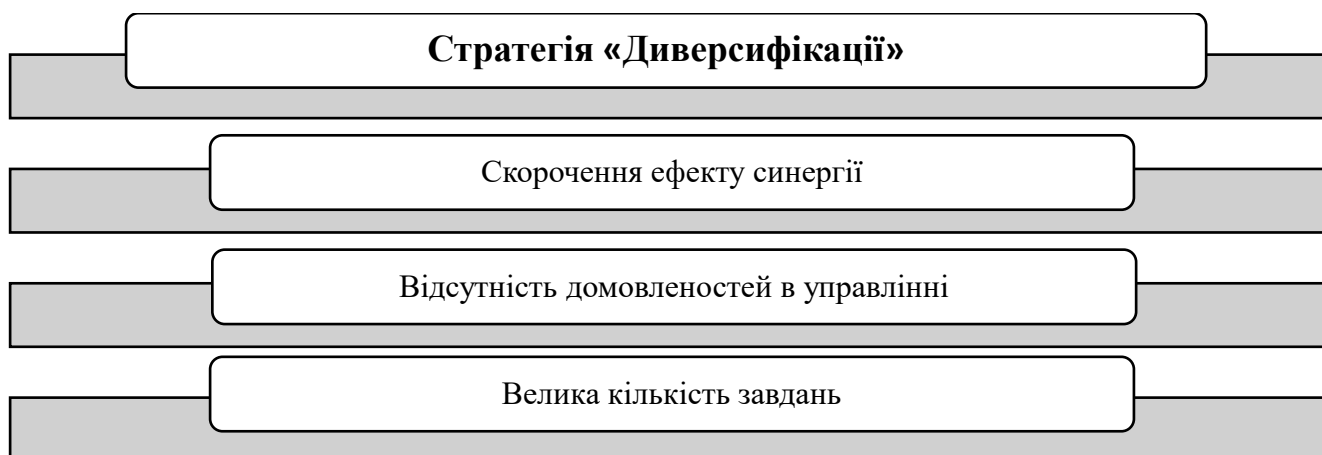 Стратегія «Диверсифікації»
Скорочення ефекту синергії
Відсутність домовленостей в управлінні
Велика кількість завдань